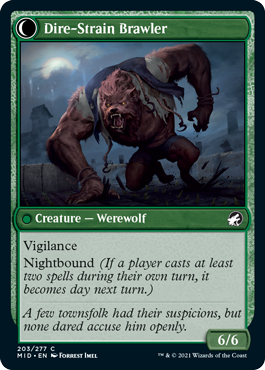 Dire-Strain Brawler
Creature — Werewolf
Vigilance
Nightbound (If a player casts at least
two spells during their own turn, it
becomes day next turn.)
A few townsfolk had their suspicions, but
none dared accuse him openly.
6/6
203/277 C
MID • EN FORREST IMEL
™ & © 2021 Wizards of the Coast